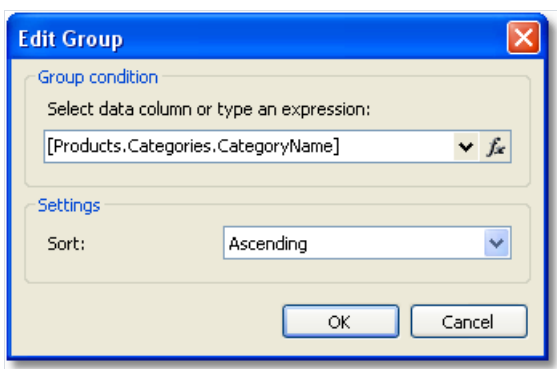 Edit Group
Group condition
Select data column or type an expression:
[Products.Categories.CategoryName]
fx
Settings
Sort: Ascending
OK Cancel